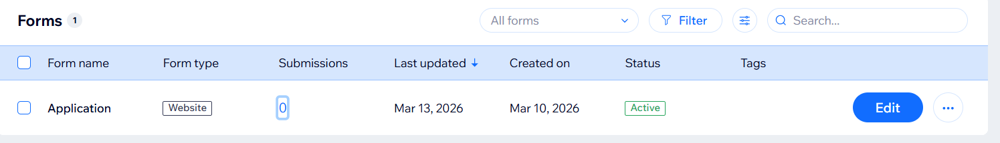 Forms 1 All forms Filter Search...
Form name Form type Submissions Last updated Created on Status Tags
Application Website 0 Mar 13, 2026 Mar 10, 2026 Active Edit